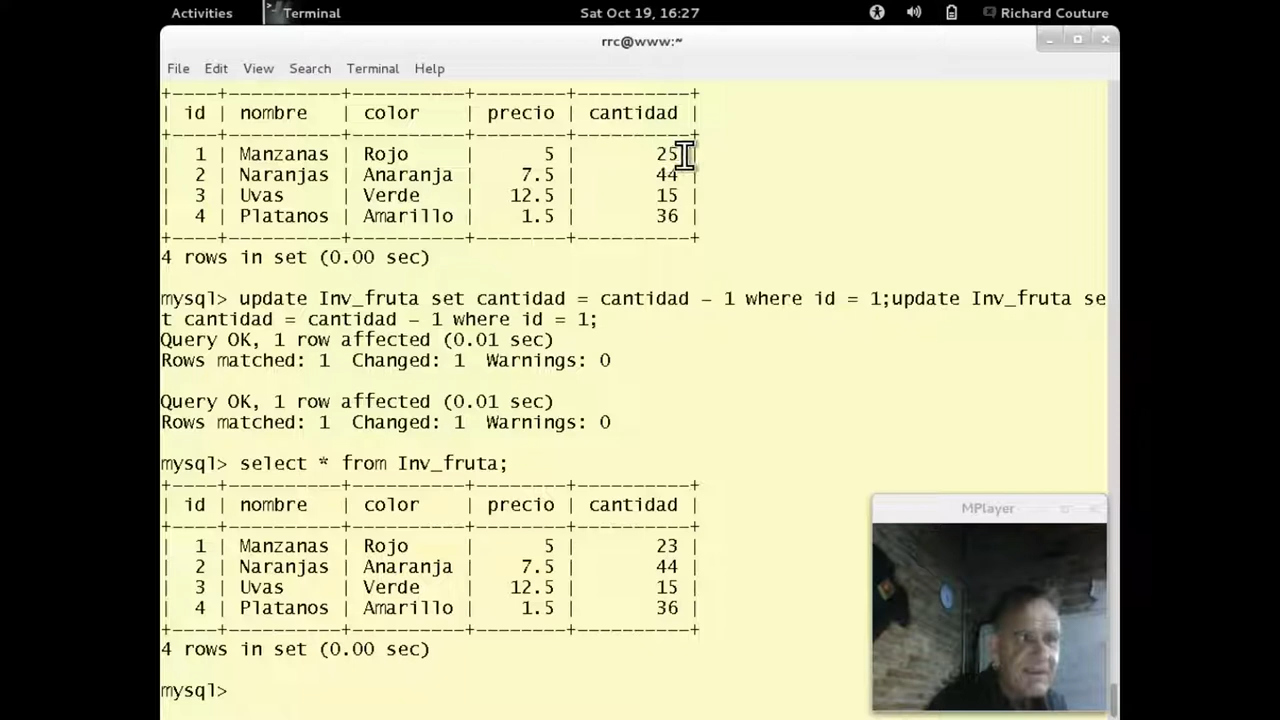 Activities Terminal Sat Oct 19, 16:27 Richard Couture
rrc@www:~
File Edit View Search Terminal Help
+----+----------+----------+--------+----------+
| id | nombre | color | precio | cantidad |
+----+----------+----------+--------+----------+
| 1 | Manzanas | Rojo | 5 | 25 |
| 2 | Naranjas | Anaranja | 7.5 | 44 |
| 3 | Uvas | Verde | 12.5 | 15 |
| 4 | Platanos | Amarillo | 1.5 | 36 |
+----+----------+----------+--------+----------+
4 rows in set (0.00 sec)
mysql> update Inv_fruta set cantidad = cantidad - 1 where id = 1;update Inv_fruta se
t cantidad = cantidad - 1 where id = 1;
Query OK, 1 row affected (0.01 sec)
Rows matched: 1 Changed: 1 Warnings: 0
Query OK, 1 row affected (0.01 sec)
Rows matched: 1 Changed: 1 Warnings: 0
mysql> select * from Inv_fruta;
+----+----------+----------+--------+----------+
| id | nombre | color | precio | cantidad |
+----+----------+----------+--------+----------+
| 1 | Manzanas | Rojo | 5 | 23 |
| 2 | Naranjas | Anaranja | 7.5 | 44 |
| 3 | Uvas | Verde | 12.5 | 15 |
| 4 | Platanos | Amarillo | 1.5 | 36 |
+----+----------+----------+--------+----------+
4 rows in set (0.00 sec)
mysql>
MPlayer